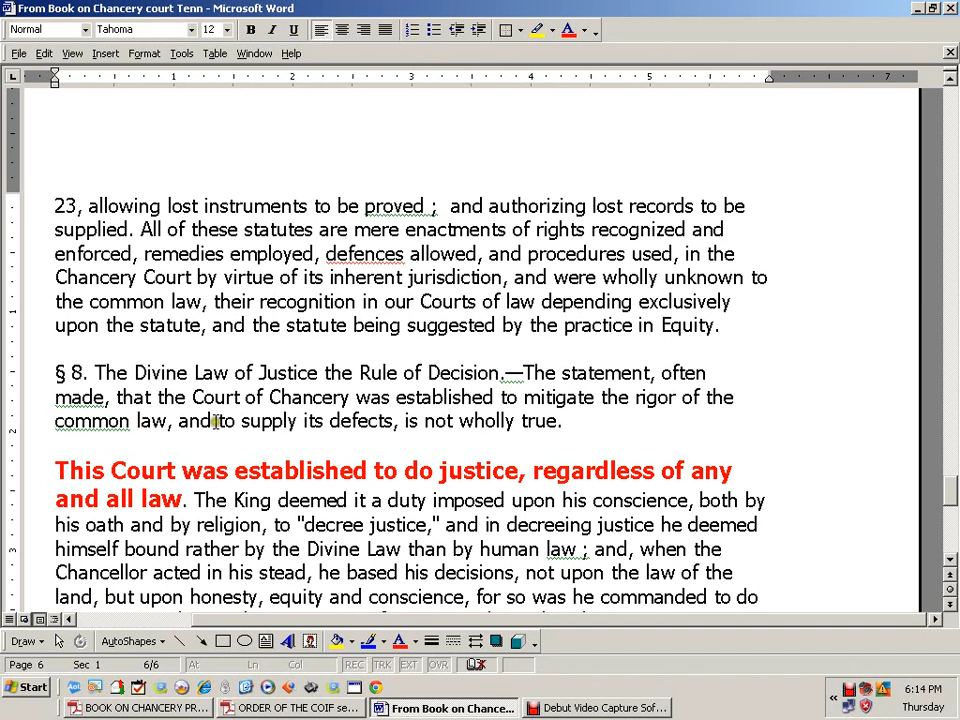 From Book on Chancery court Tenn - Microsoft Word
Normal Tahoma 12 B I U
File Edit View Insert Format Tools Table Window Help
1 2 3 4 5 7
23, allowing lost instruments to be proved ; and authorizing lost records to be
supplied. All of these statutes are mere enactments of rights recognized and
enforced, remedies employed, defences allowed, and procedures used, in the
Chancery Court by virtue of its inherent jurisdiction, and were wholly unknown to
the common law, their recognition in our Courts of law depending exclusively
upon the statute, and the statute being suggested by the practice in Equity.
§ 8. The Divine Law of Justice the Rule of Decision.—The statement, often
made, that the Court of Chancery was established to mitigate the rigor of the
common law, and to supply its defects, is not wholly true.
This Court was established to do justice, regardless of any
and all law. The King deemed it a duty imposed upon his conscience, both by
his oath and by religion, to "decree justice," and in decreeing justice he deemed
himself bound rather by the Divine Law than by human law ; and, when the
Chancellor acted in his stead, he based his decisions, not upon the law of the
land, but upon honesty, equity and conscience, for so was he commanded to do
Draw AutoShapes
Page 6 Sec 1 6/6 At Ln Col REC TRK EXT OVR
Start 6:14 PM
BOOK ON CHANCERY PR... ORDER OF THE COIF se... From Book on Chance... Debut Video Capture Sof... Thursday